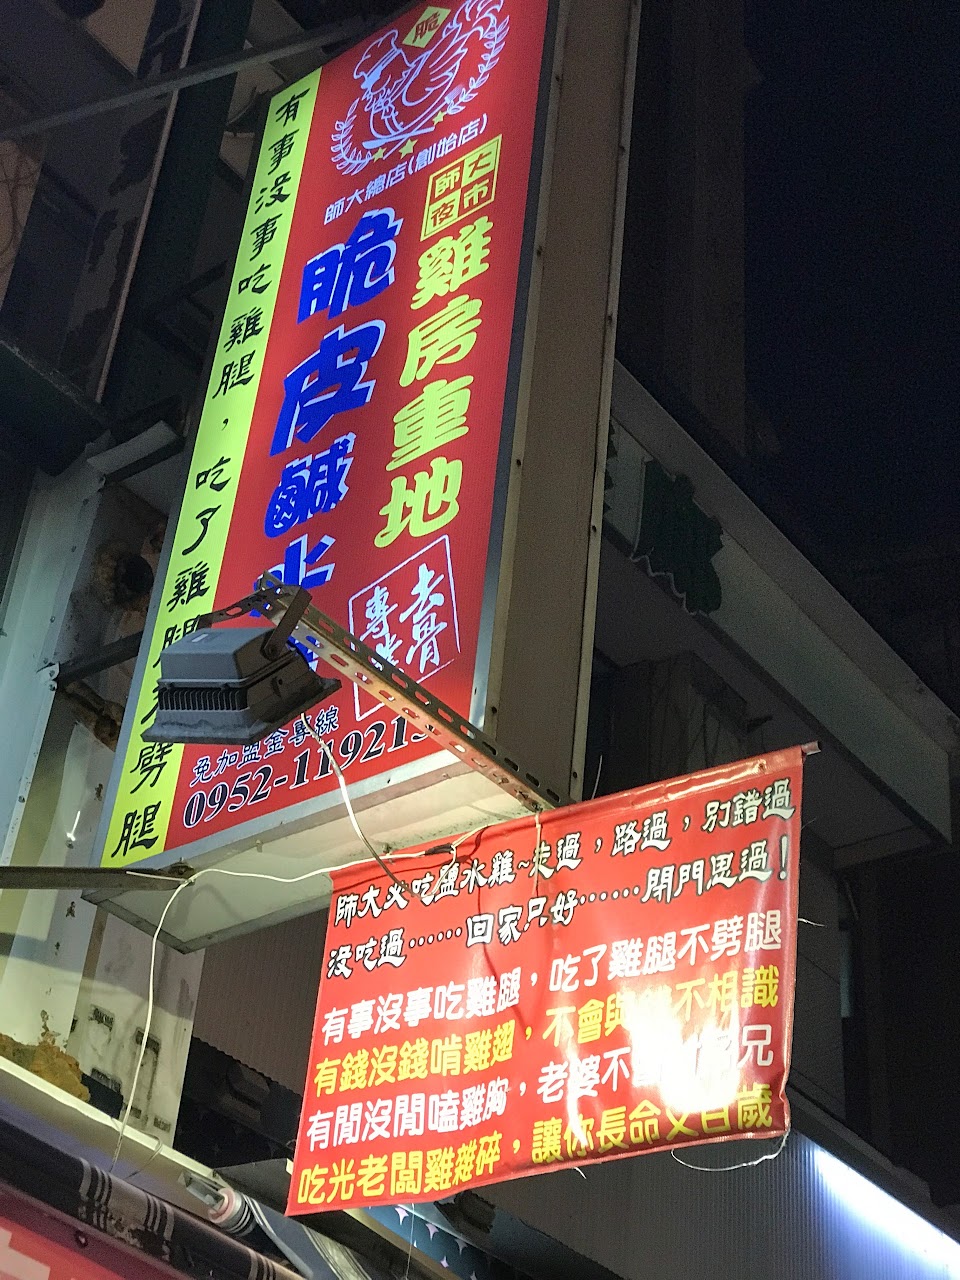 脆
師大總店(創始店)
師大
夜市
雞房重地
脆皮鹹水
去骨
專
免加盟金專線
0952-11921
有事沒事吃雞腿，吃了雞腿不劈腿
師大必吃鹽水雞~走過，路過，別錯過
沒吃過⋯⋯回家只好⋯⋯閉門思過！
有事沒事吃雞腿，吃了雞腿不劈腿
有錢沒錢啃雞翅，不會與錢不相識
有閒沒閒嗑雞胸，老婆不 兄
吃光老闆雞雜碎，讓你長命又百歲